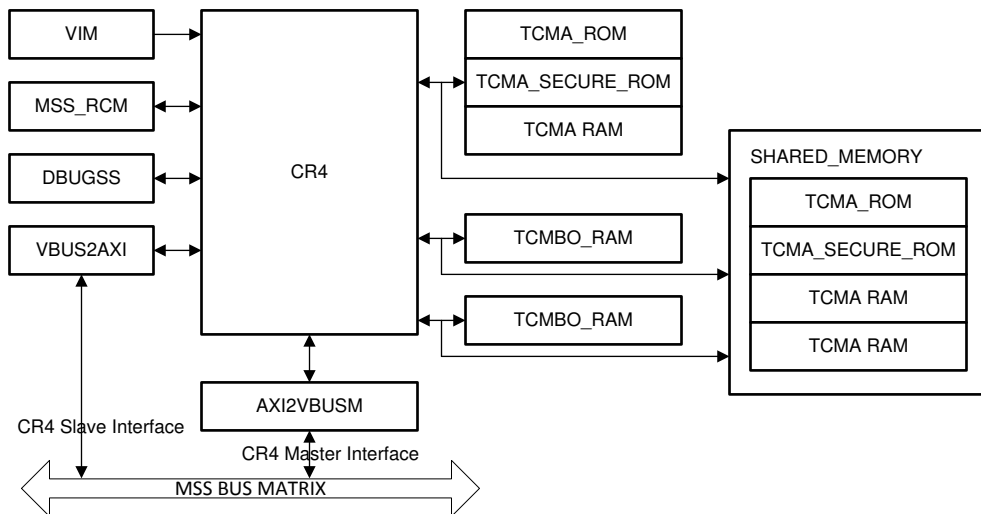 VIM
MSS_RCM
DBUGSS
VBUS2AXI
CR4
TCMA_ROM
TCMA_SECURE_ROM
TCMA RAM
TCMBO_RAM
TCMBO_RAM
SHARED_MEMORY
TCMA_ROM
TCMA_SECURE_ROM
TCMA RAM
TCMA RAM
AXI2VBUSM
CR4 Slave Interface
CR4 Master Interface
MSS BUS MATRIX